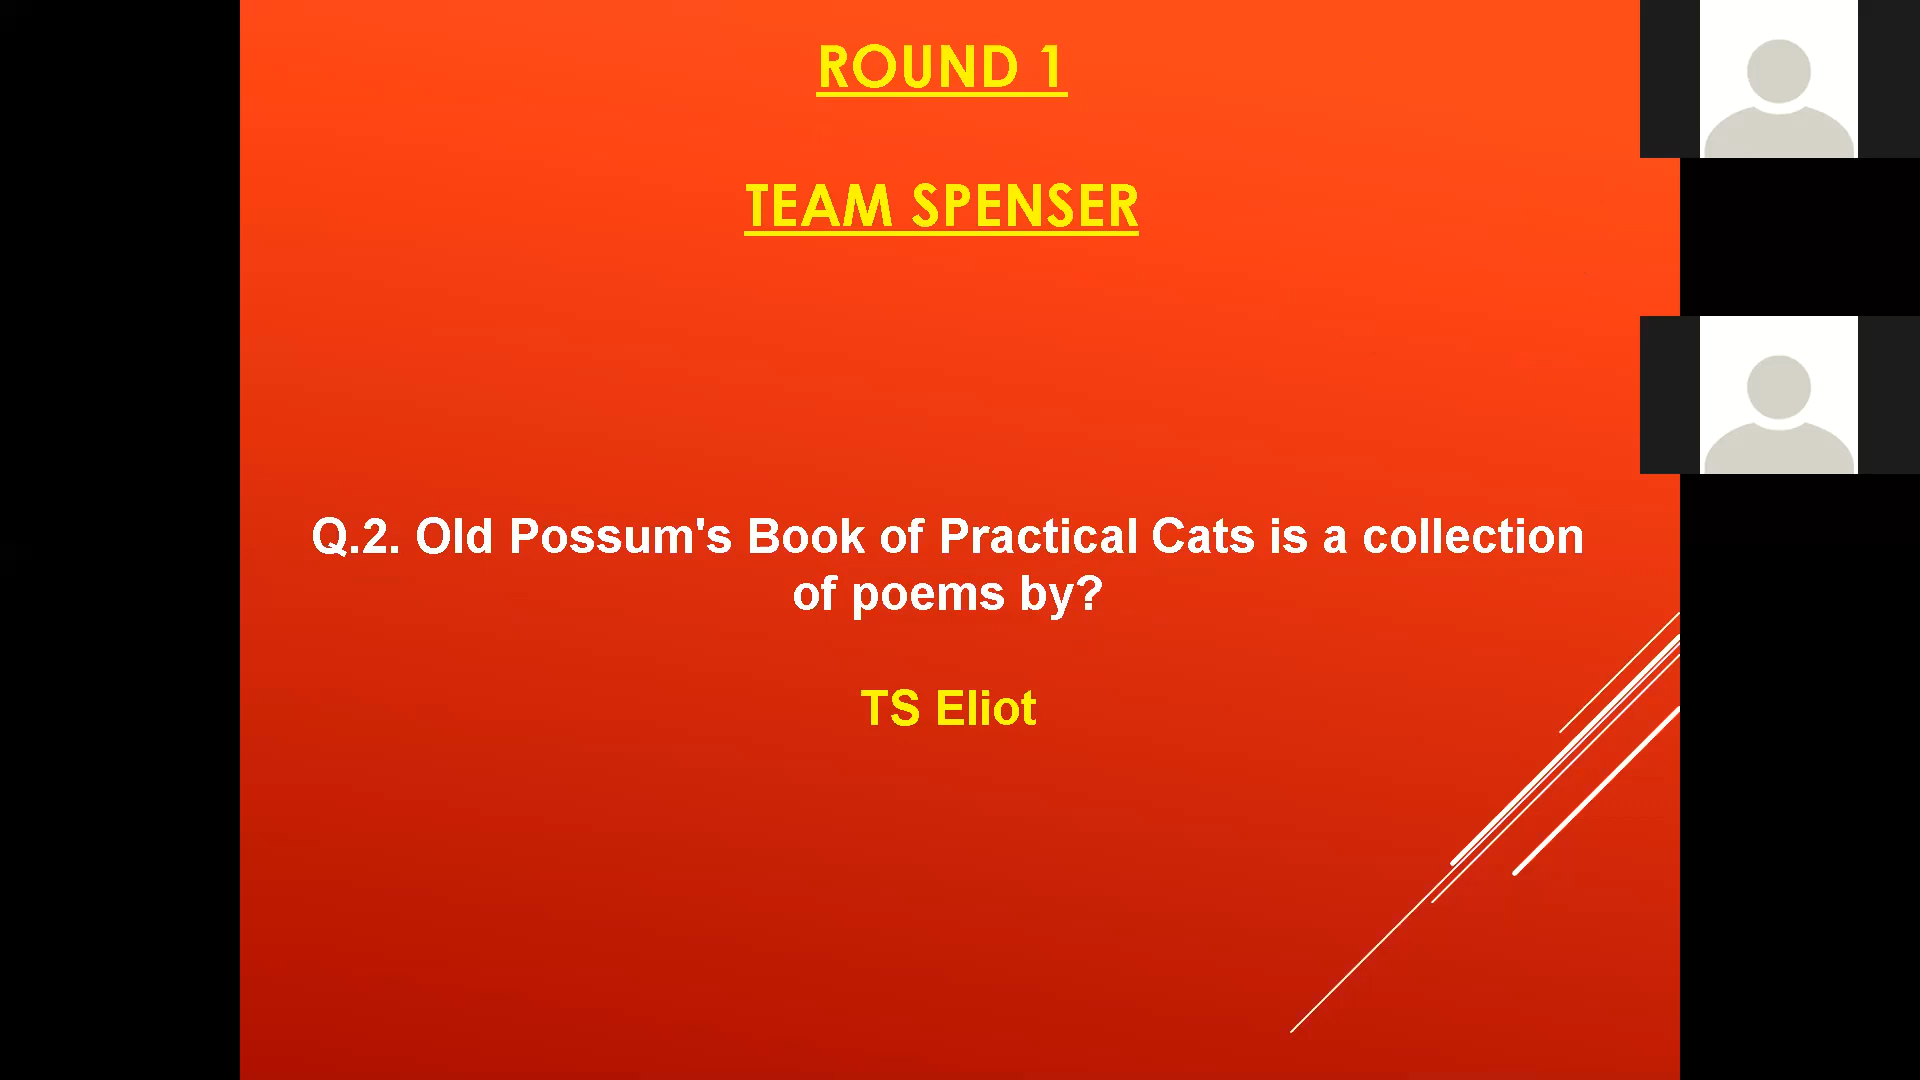 ROUND 1
TEAM SPENSER
Q.2. Old Possum's Book of Practical Cats is a collection
of poems by?
TS Eliot